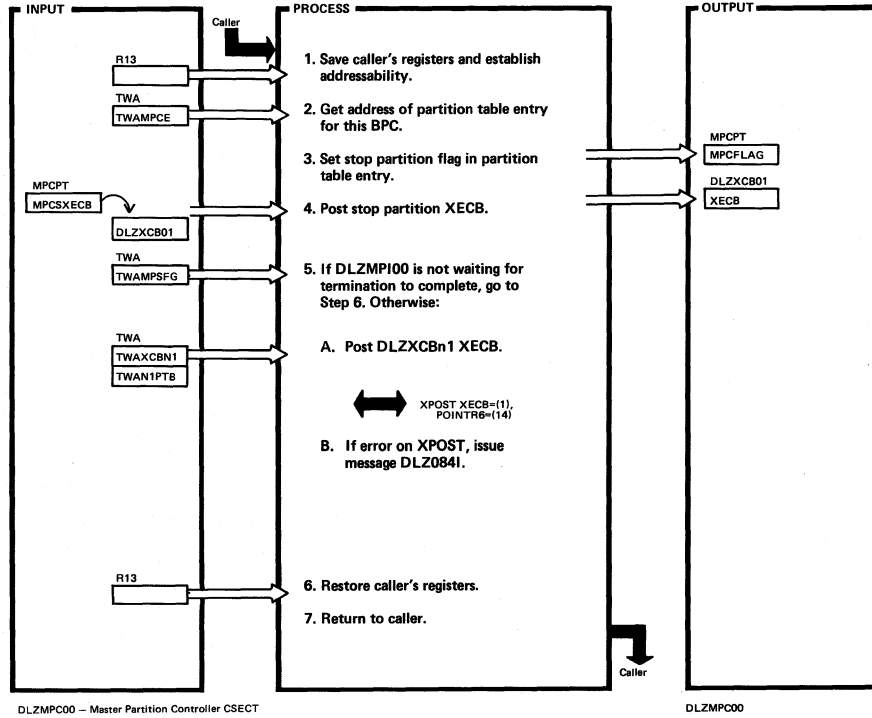 INPUT
PROCESS
OUTPUT
Caller
R13
1. Save caller's registers and establish
addressability.
TWA
TWAMPCE
2. Get address of partition table entry
for this BPC.
3. Set stop partition flag in partition
table entry.
MPCPT
MPCFLAG
MPCPT
MPCSXECB
DLZXCB01
4. Post stop partition XECB.
DLZXCB01
XECB
TWA
TWAMPSFG
5. If DLZMPI00 is not waiting for
termination to complete, go to
Step 6. Otherwise:
TWA
TWAXCBN1
TWAN1PTB
A. Post DLZXCBn1 XECB.
XPOST XECB=(1),
POINTR6=(14)
B. If error on XPOST, issue
message DLZ084I.
R13
6. Restore caller's registers.
7. Return to caller.
Caller
DLZMPC00 – Master Partition Controller CSECT
DLZMPC00